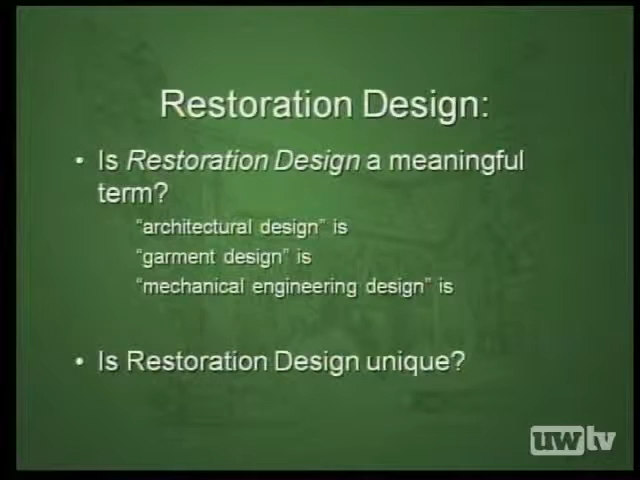 Restoration Design:
• Is Restoration Design a meaningful
term?
"architectural design" is
"garment design" is
"mechanical engineering design" is
• Is Restoration Design unique?
uwtv